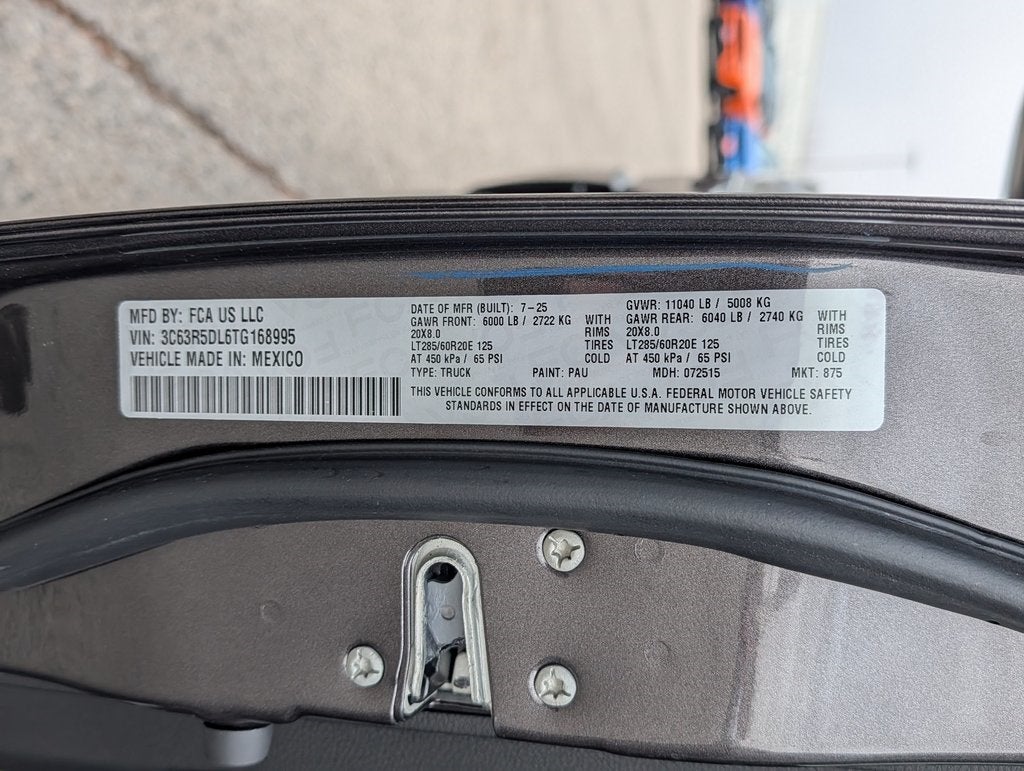 MFD BY: FCA US LLC
VIN: 3C63R5DL6TG168995
VEHICLE MADE IN: MEXICO
DATE OF MFR (BUILT): 7-25
GAWR FRONT: 6000 LB / 2722 KG WITH
20X8.0 RIMS
LT285/60R20E 125 TIRES
AT 450 kPa / 65 PSI COLD
GVWR: 11040 LB / 5008 KG
GAWR REAR: 6040 LB / 2740 KG WITH
20X8.0 RIMS
LT285/60R20E 125 TIRES
AT 450 kPa / 65 PSI COLD
TYPE: TRUCK PAINT: PAU MDH: 072515 MKT: 875
THIS VEHICLE CONFORMS TO ALL APPLICABLE U.S.A. FEDERAL MOTOR VEHICLE SAFETY
STANDARDS IN EFFECT ON THE DATE OF MANUFACTURE SHOWN ABOVE.